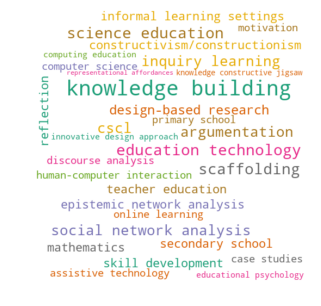 informal learning settings
science education
motivation
constructivism/constructionism
computing education
inquiry learning
computer science
representational affordances
knowledge constructive jigsaw
knowledge building
reflection
design-based research
primary school
cscl
argumentation
innovative design approach
education technology
discourse analysis
scaffolding
human-computer interaction
teacher education
epistemic network analysis
online learning
social network analysis
secondary school
mathematics
case studies
skill development
assistive technology
educational psychology